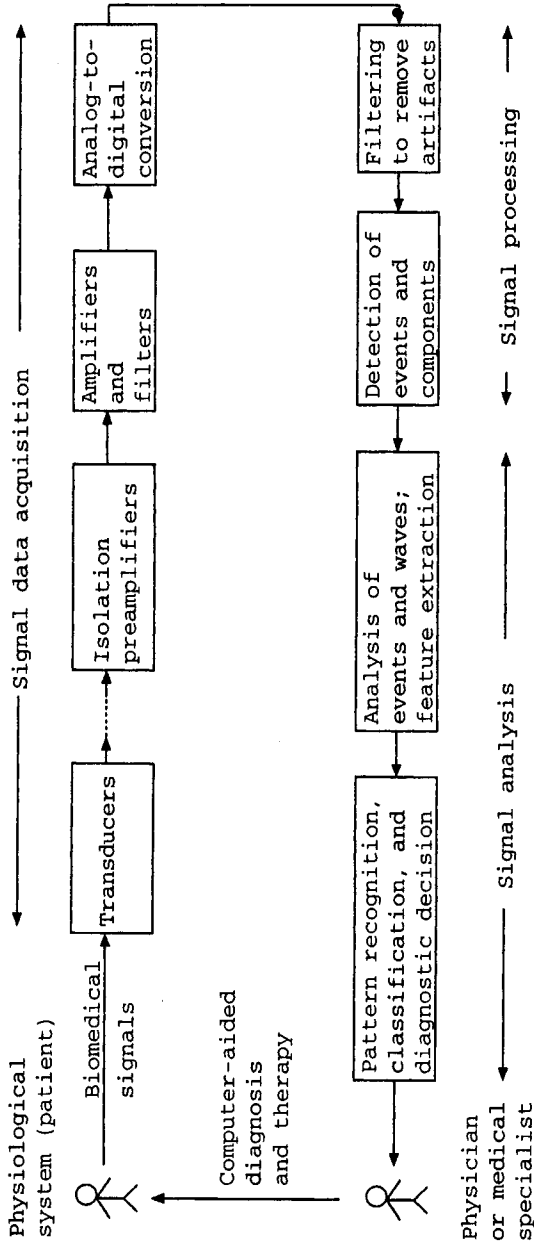 Physiological
system (patient)
Signal data acquisition
Biomedical
signals
Transducers
Isolation
preamplifiers
Amplifiers
and
filters
Analog-to-
digital
conversion
Computer-aided
diagnosis
and therapy
Filtering
to remove
artifacts
Detection of
events and
components
Analysis of
events and waves;
feature extraction
Pattern recognition,
classification, and
diagnostic decision
Physician
or medical
specialist
Signal analysis
Signal processing